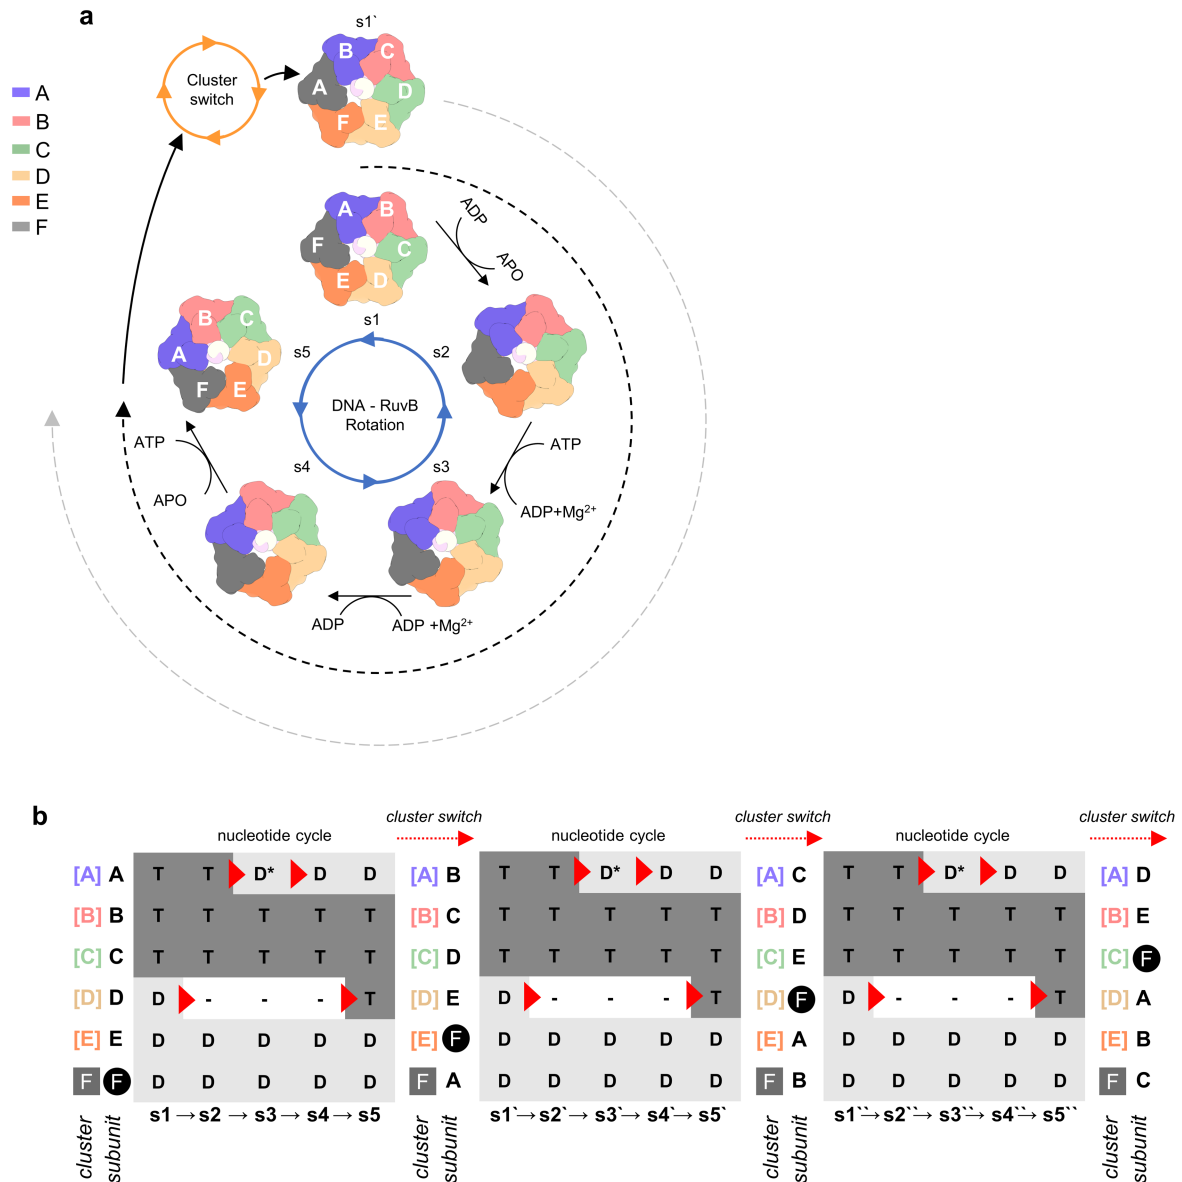 a
s1`
Cluster
switch
B C
A D
F E
A
B
C
D
E
F
A B
F C
E D
ADP
APO
s1
B C
A D
F E
s5
s2
DNA - RuvB
Rotation
ATP
APO
ATP
ADP+Mg²⁺
s4
s3
ADP
ADP +Mg²⁺
b
cluster switch
cluster switch
cluster switch
nucleotide cycle
nucleotide cycle
nucleotide cycle
[A] A T T D* D D [A] B T T D* D D [A] C T T D* D D [A] D
[B] B T T T T T [B] C T T T T T [B] D T T T T T [B] E
[C] C T T T T T [C] D T T T T T [C] E T T T T T [C] F
[D] D D - - - T [D] E D - - - T [D] F D - - - T [D] A
[E] E D D D D D [E] F D D D D D [E] A D D D D D [E] B
F F D D D D D F A D D D D D F B D D D D D F C
s1 → s2 → s3 → s4 → s5
s1` → s2` → s3` → s4` → s5`
s1`` → s2`` → s3`` → s4`` → s5``
cluster
subunit
cluster
subunit
cluster
subunit
cluster
subunit